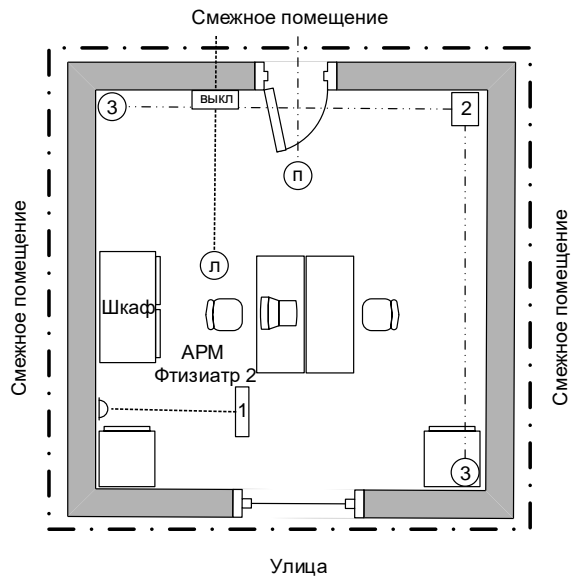 Смежное помещение
3
выкл
2
п
Смежное помещение
л
Шкаф
АРМ
Фтизиатр 2
1
3
Смежное помещение
Улица